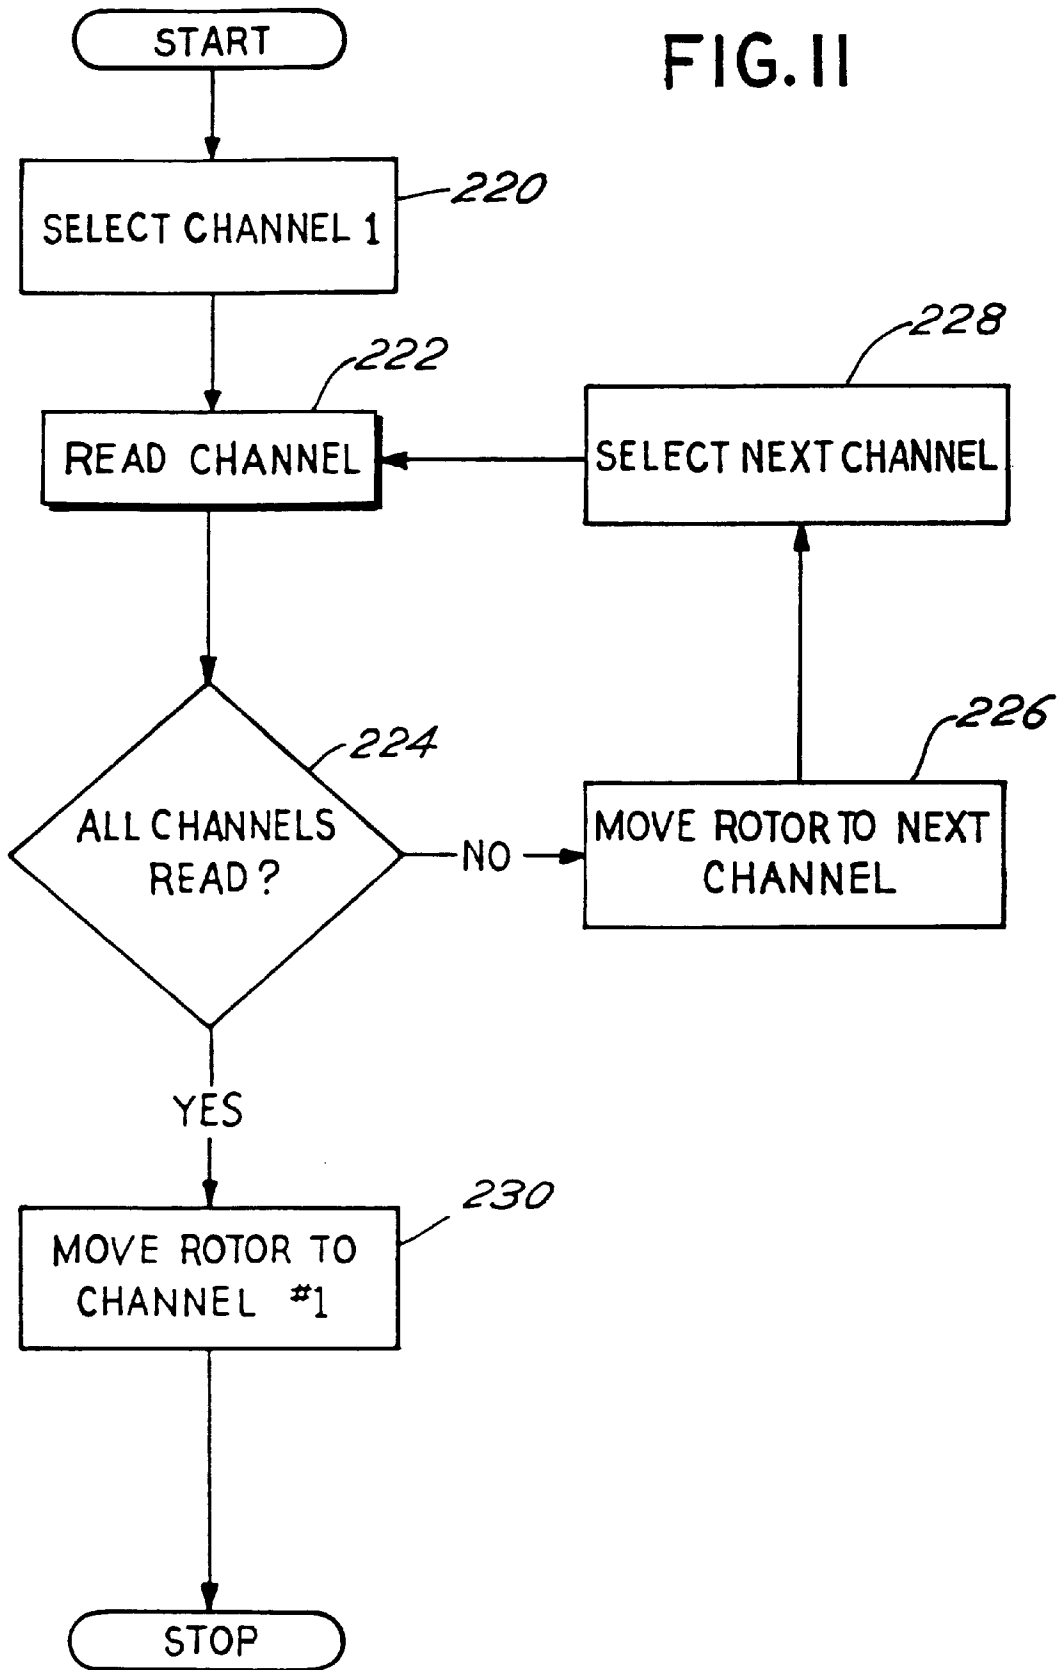 START
FIG.11
SELECT CHANNEL 1
220
222
READ CHANNEL
228
SELECT NEXT CHANNEL
224
ALL CHANNELS
READ?
NO
226
MOVE ROTOR TO NEXT
CHANNEL
YES
230
MOVE ROTOR TO
CHANNEL #1
STOP